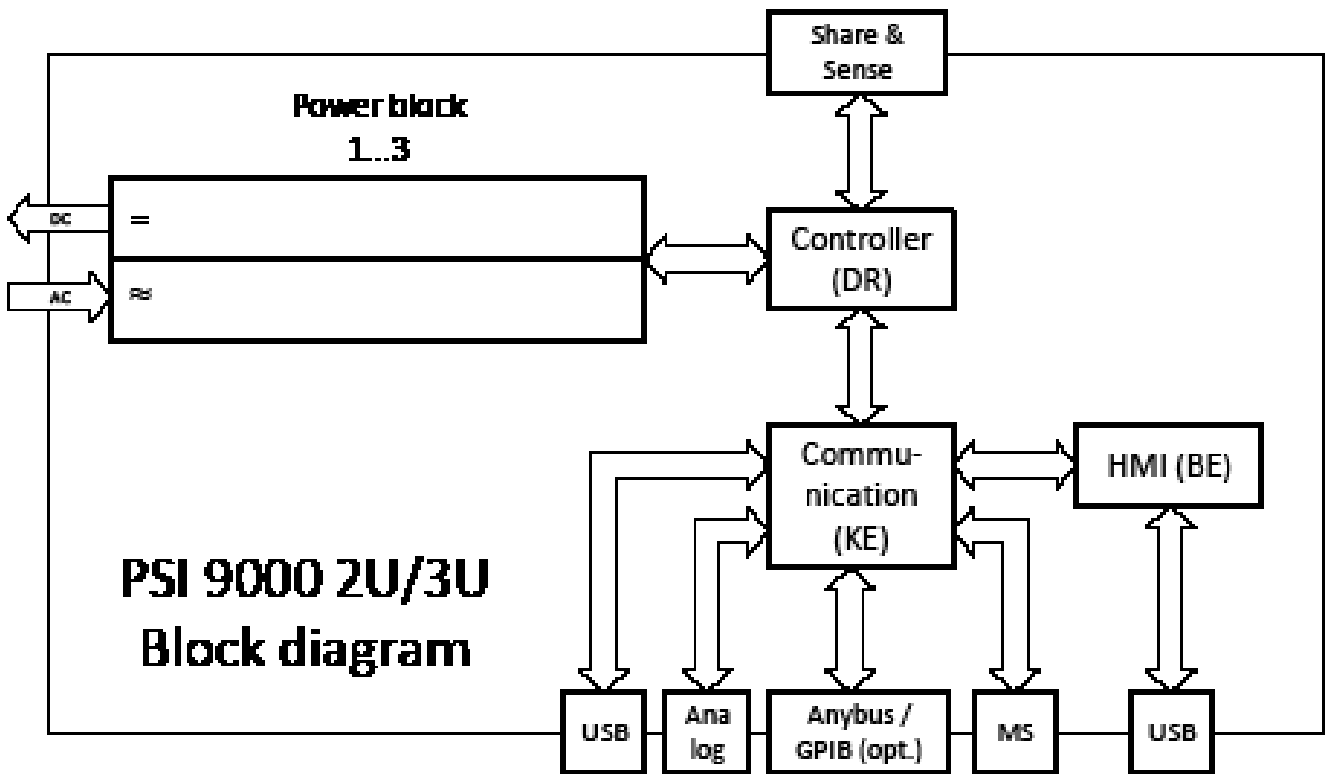 Share &
Sense
Power block
1...3
DC
=
Controller
(DR)
AC
≈
Commu-
nication
(KE)
HMI (BE)
PSI 9000 2U/3U
Block diagram
USB
Ana
log
Anybus /
GPIB (opt.)
MS
USB